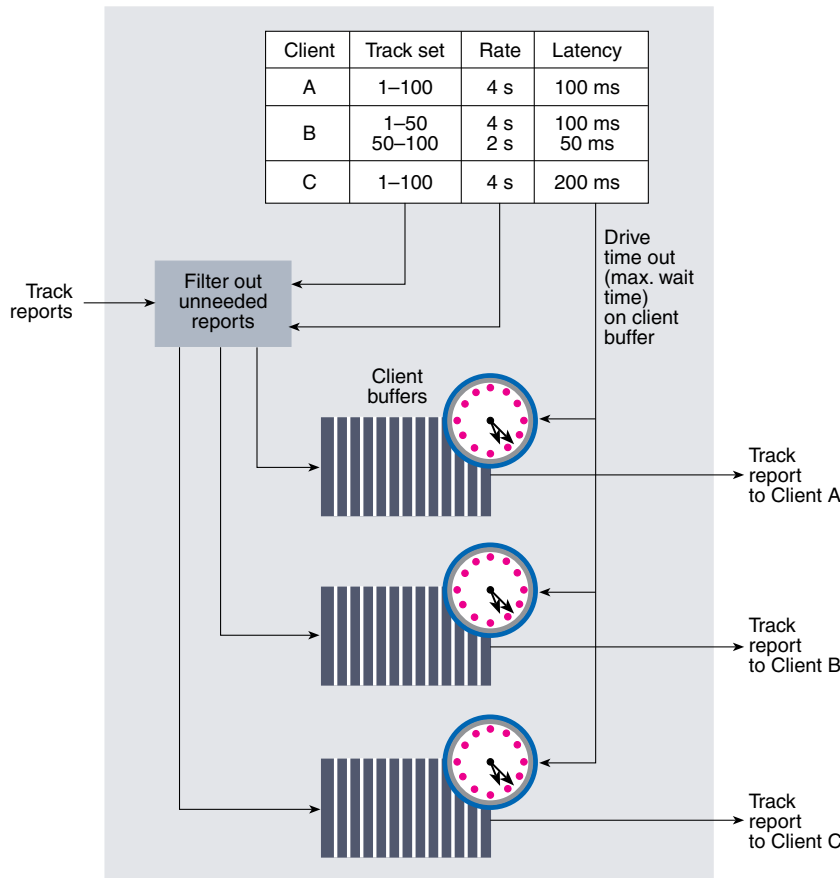 Client Track set Rate Latency
A 1–100 4 s 100 ms
B 1–50 4 s 100 ms
50–100 2 s 50 ms
C 1–100 4 s 200 ms
Drive
time out
(max. wait
time)
on client
buffer
Track
reports
Filter out
unneeded
reports
Client
buffers
Track
report
to Client A
Track
report
to Client B
Track
report
to Client C